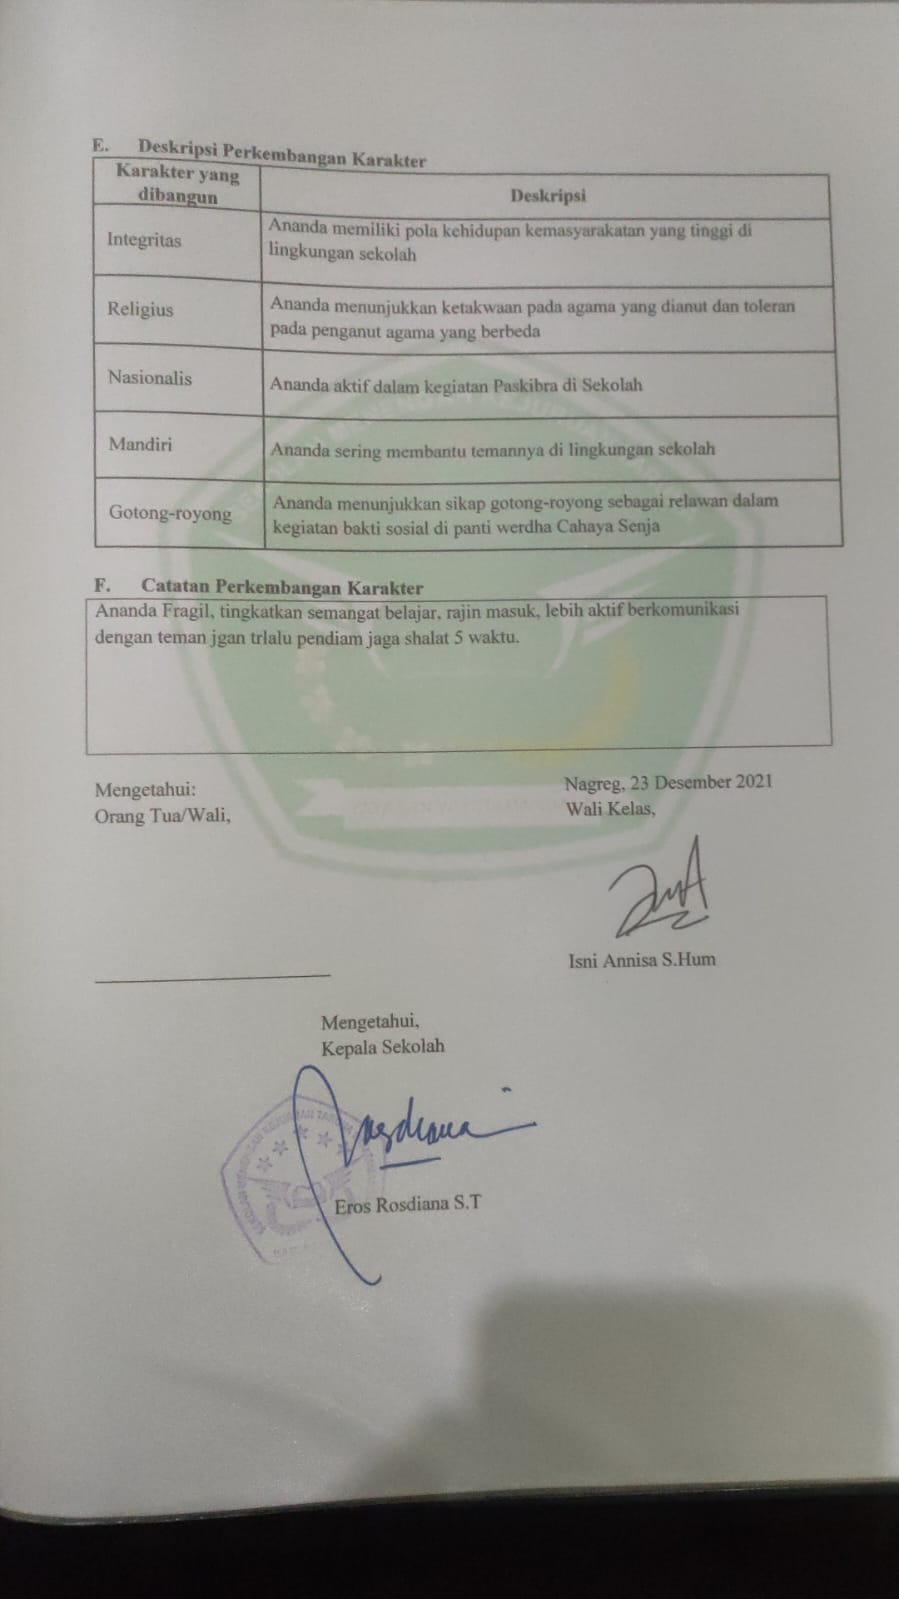 E. Deskripsi Perkembangan Karakter
Karakter yang
dibangun
Deskripsi
Integritas
Ananda memiliki pola kehidupan kemasyarakatan yang tinggi di
lingkungan sekolah
Religius
Ananda menunjukkan ketakwaan pada agama yang dianut dan toleran
pada penganut agama yang berbeda
Nasionalis
Ananda aktif dalam kegiatan Paskibra di Sekolah
Mandiri
Ananda sering membantu temannya di lingkungan sekolah
Gotong-royong
Ananda menunjukkan sikap gotong-royong sebagai relawan dalam
kegiatan bakti sosial di panti werdha Cahaya Senja
F. Catatan Perkembangan Karakter
Ananda Fragil, tingkatkan semangat belajar, rajin masuk, lebih aktif berkomunikasi
dengan teman jgan trlalu pendiam jaga shalat 5 waktu.
Mengetahui:
Orang Tua/Wali,
Nagreg, 23 Desember 2021
Wali Kelas,
Isni Annisa S.Hum
Mengetahui,
Kepala Sekolah
Eros Rosdiana S.T